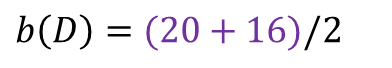 b(D) = (20 + 16)/2